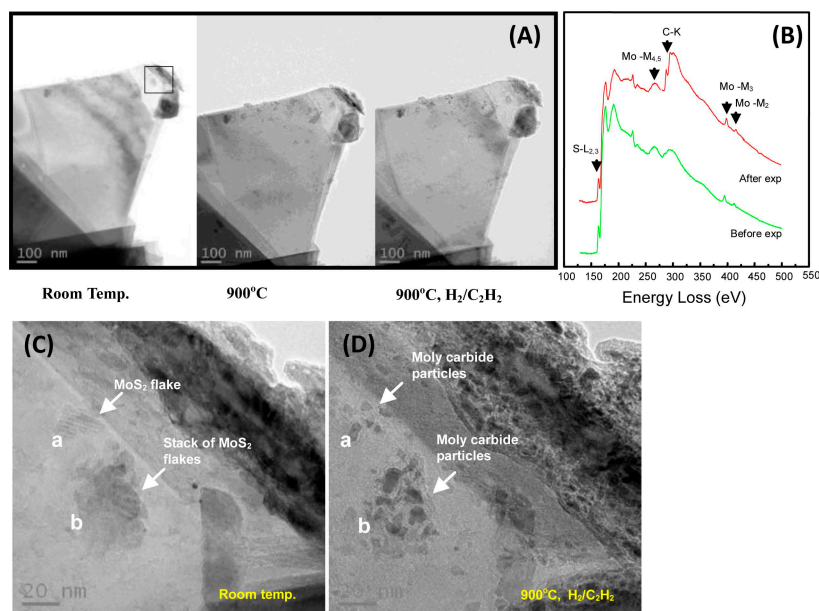 (A)
100 nm
100 nm
100 nm
Room Temp.
900°C
900°C, H₂/C₂H₂
(B)
C-K
Mo -M₄,₅
Mo -M₃
Mo -M₂
S-L₂,₃
After exp
Before exp
100 150 200 250 300 350 400 450 500 550
Energy Loss (eV)
(C)
MoS₂ flake
a
Stack of MoS₂
flakes
b
20 nm
Room temp.
(D)
Moly carbide
particles
a
Moly carbide
particles
b
20 nm
900°C, H₂/C₂H₂